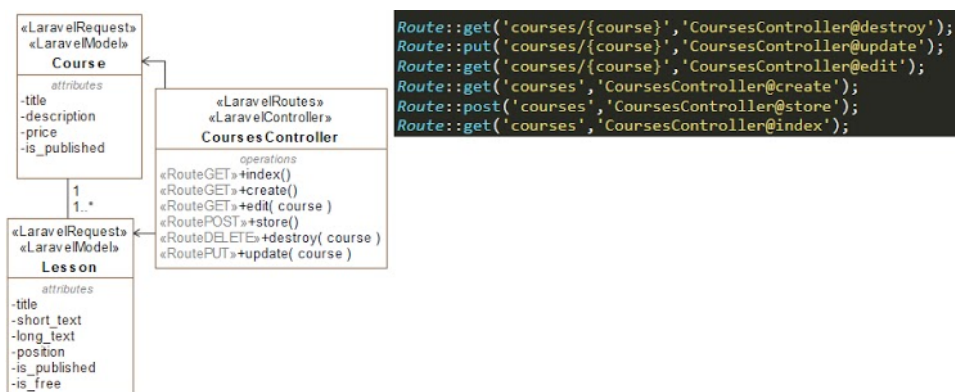 «LaravelRequest»
«LaravelModel»
Course
attributes
-title
-description
-price
-is_published
1
1..*
«LaravelRequest»
«LaravelModel»
Lesson
attributes
-title
-short_text
-long_text
-position
-is_published
-is_free
«LaravelRoutes»
«LaravelController»
CoursesController
operations
«RouteGET»+index()
«RouteGET»+create()
«RouteGET»+edit( course )
«RoutePOST»+store()
«RouteDELETE»+destroy( course )
«RoutePUT»+update( course )
Route::get('courses/{course}','CoursesController@destroy');
Route::put('courses/{course}','CoursesController@update');
Route::get('courses/{course}','CoursesController@edit');
Route::get('courses','CoursesController@create');
Route::post('courses','CoursesController@store');
Route::get('courses','CoursesController@index');